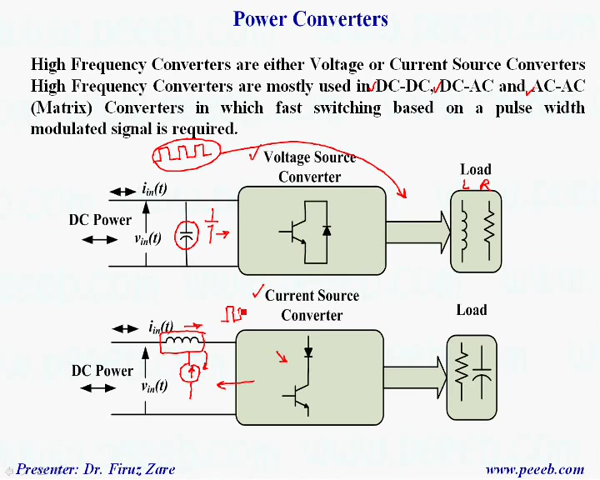 Power Converters
High Frequency Converters are either Voltage or Current Source Converters
High Frequency Converters are mostly used in DC-DC, DC-AC and AC-AC
(Matrix) Converters in which fast switching based on a pulse width
modulated signal is required.
Voltage Source
Converter
Load
L R
iin(t)
DC Power
vin(t)
Current Source
Converter
Load
iin(t)
DC Power
vin(t)
Presenter: Dr. Firuz Zare
www.peeeb.com